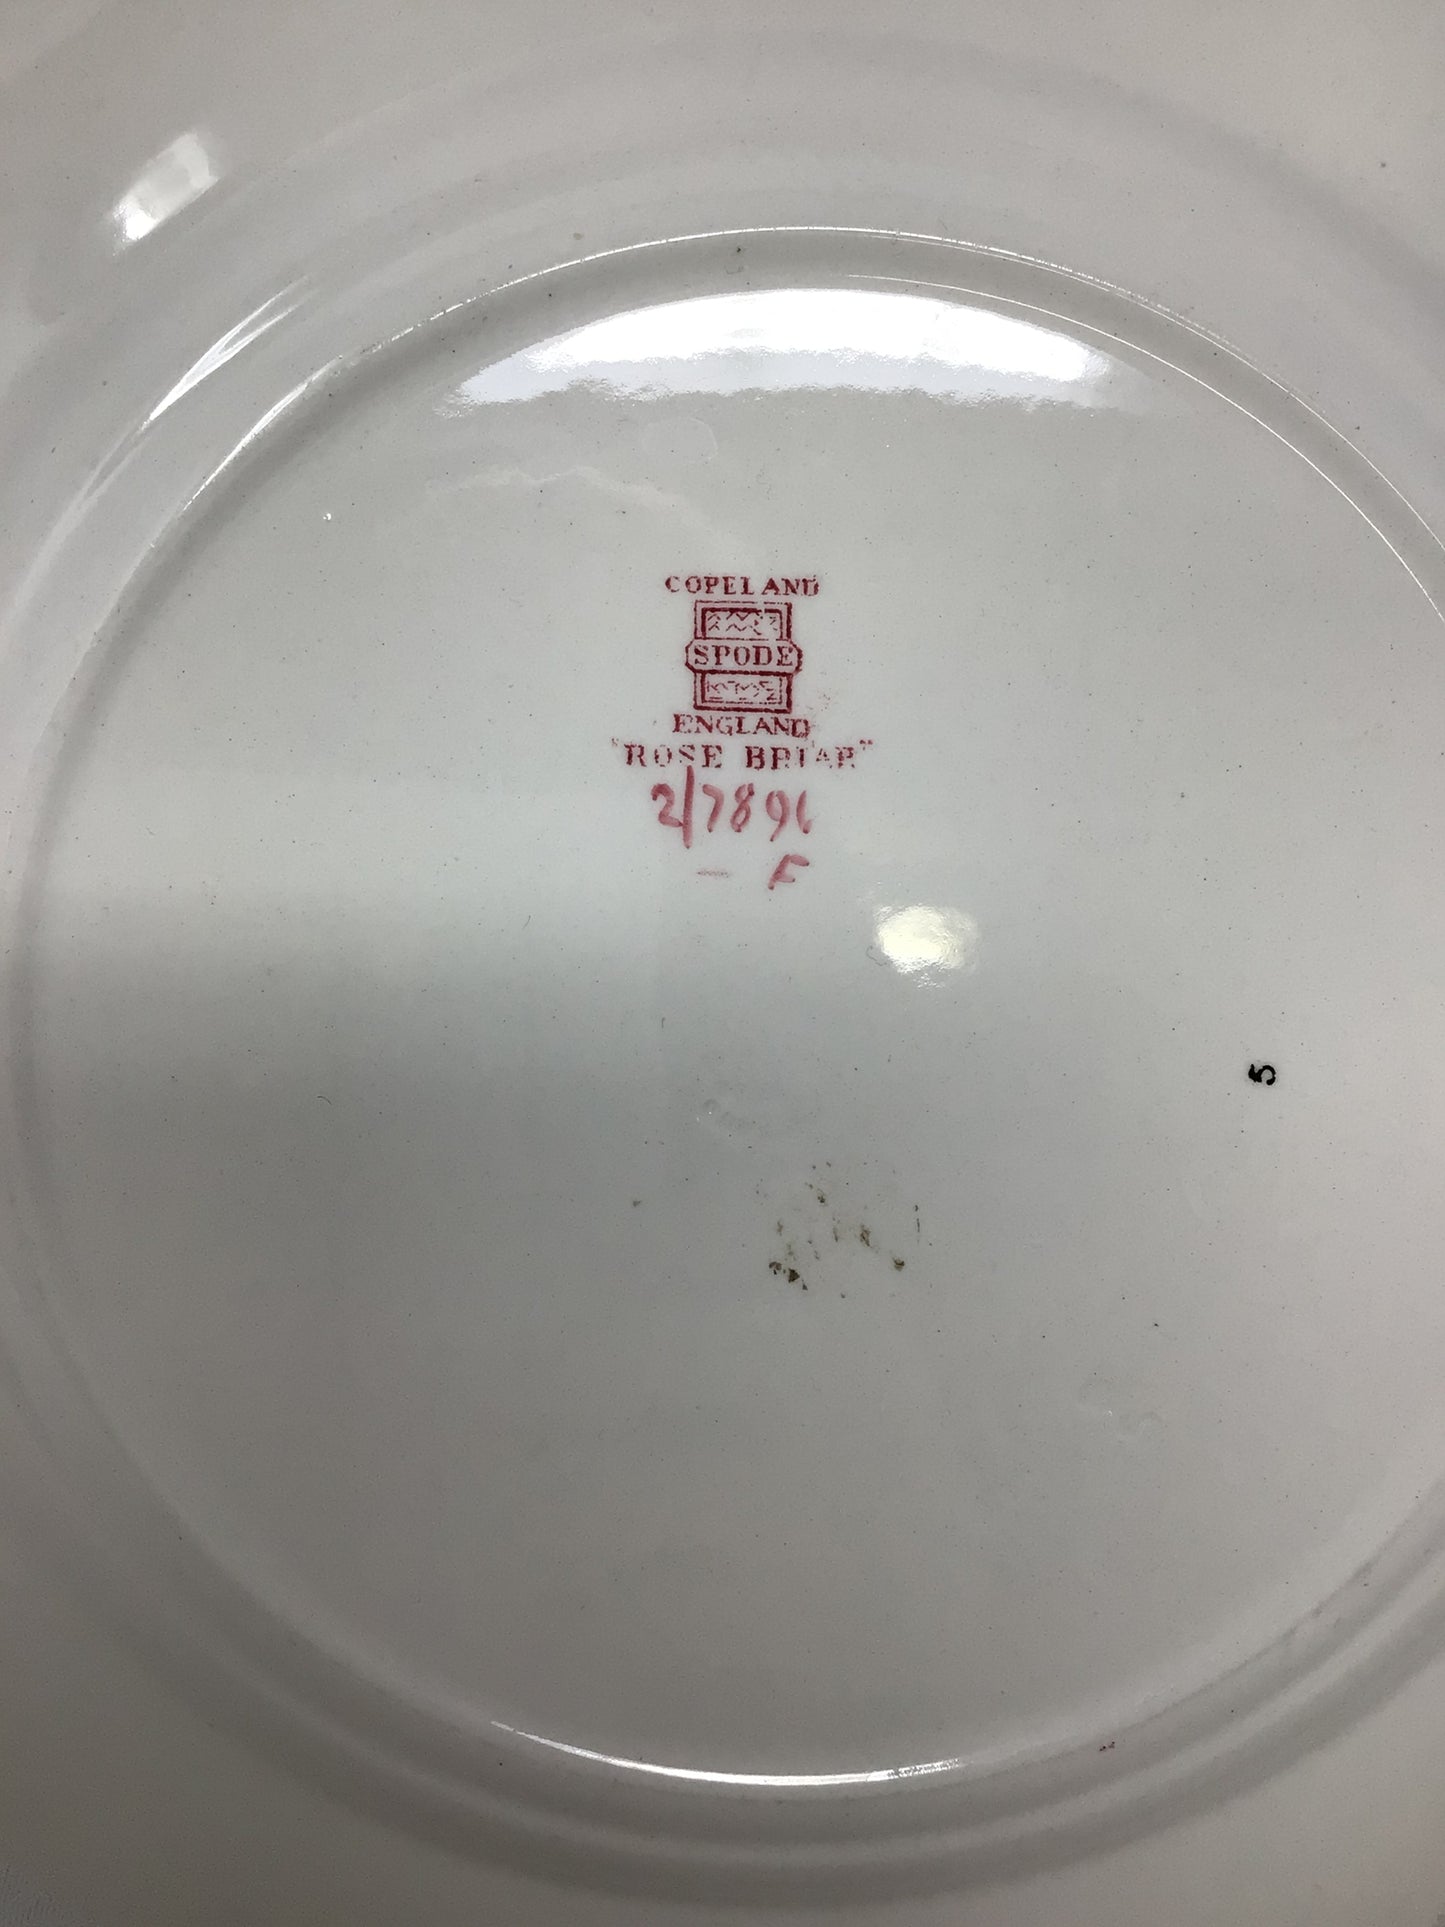 COPELAND
SPODE
ENGLAND
"ROSE BRIAR"
2/7896
- F
5